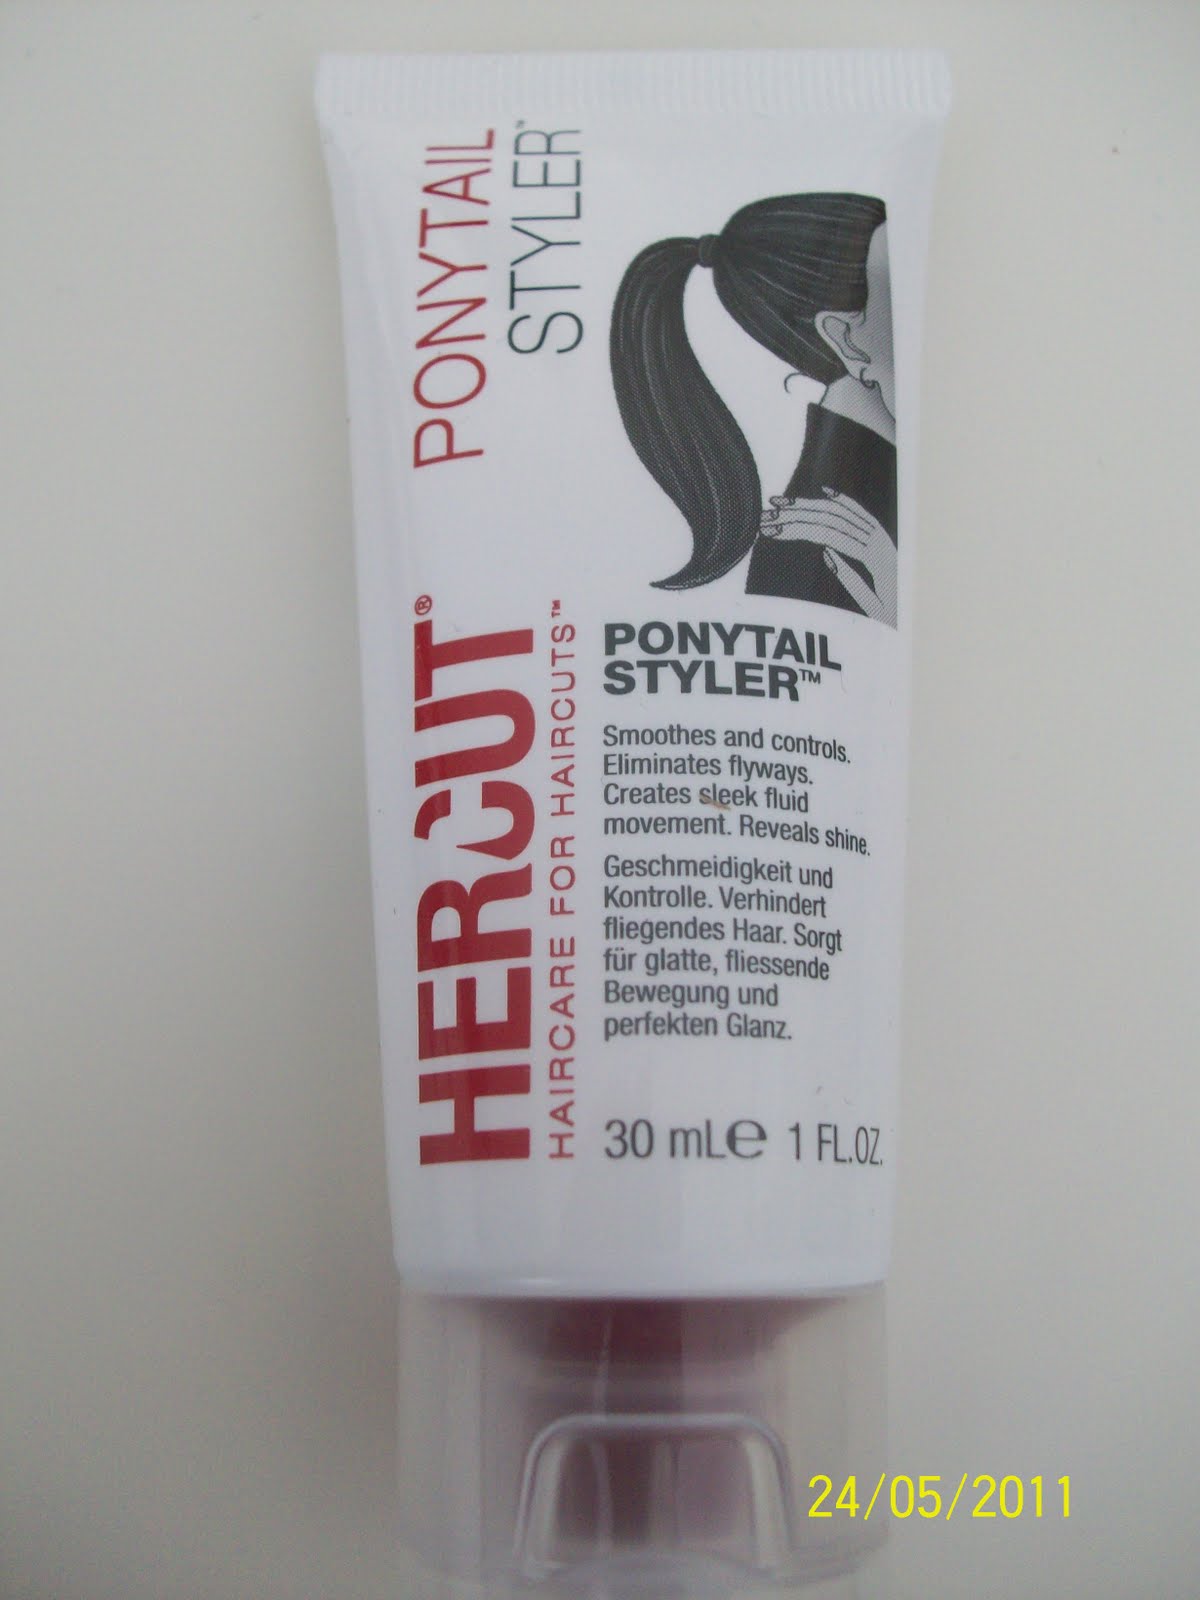 PONYTAIL
STYLER™
HERCUT®
HAIRCARE FOR HAIRCUTS™
PONYTAIL
STYLER™
Smoothes and controls.
Eliminates flyways.
Creates sleek fluid
movement. Reveals shine.
Geschmeidigkeit und
Kontrolle. Verhindert
fliegendes Haar. Sorgt
für glatte, fliessende
Bewegung und
perfekten Glanz.
30 mL℮ 1 FL.OZ.
24/05/2011